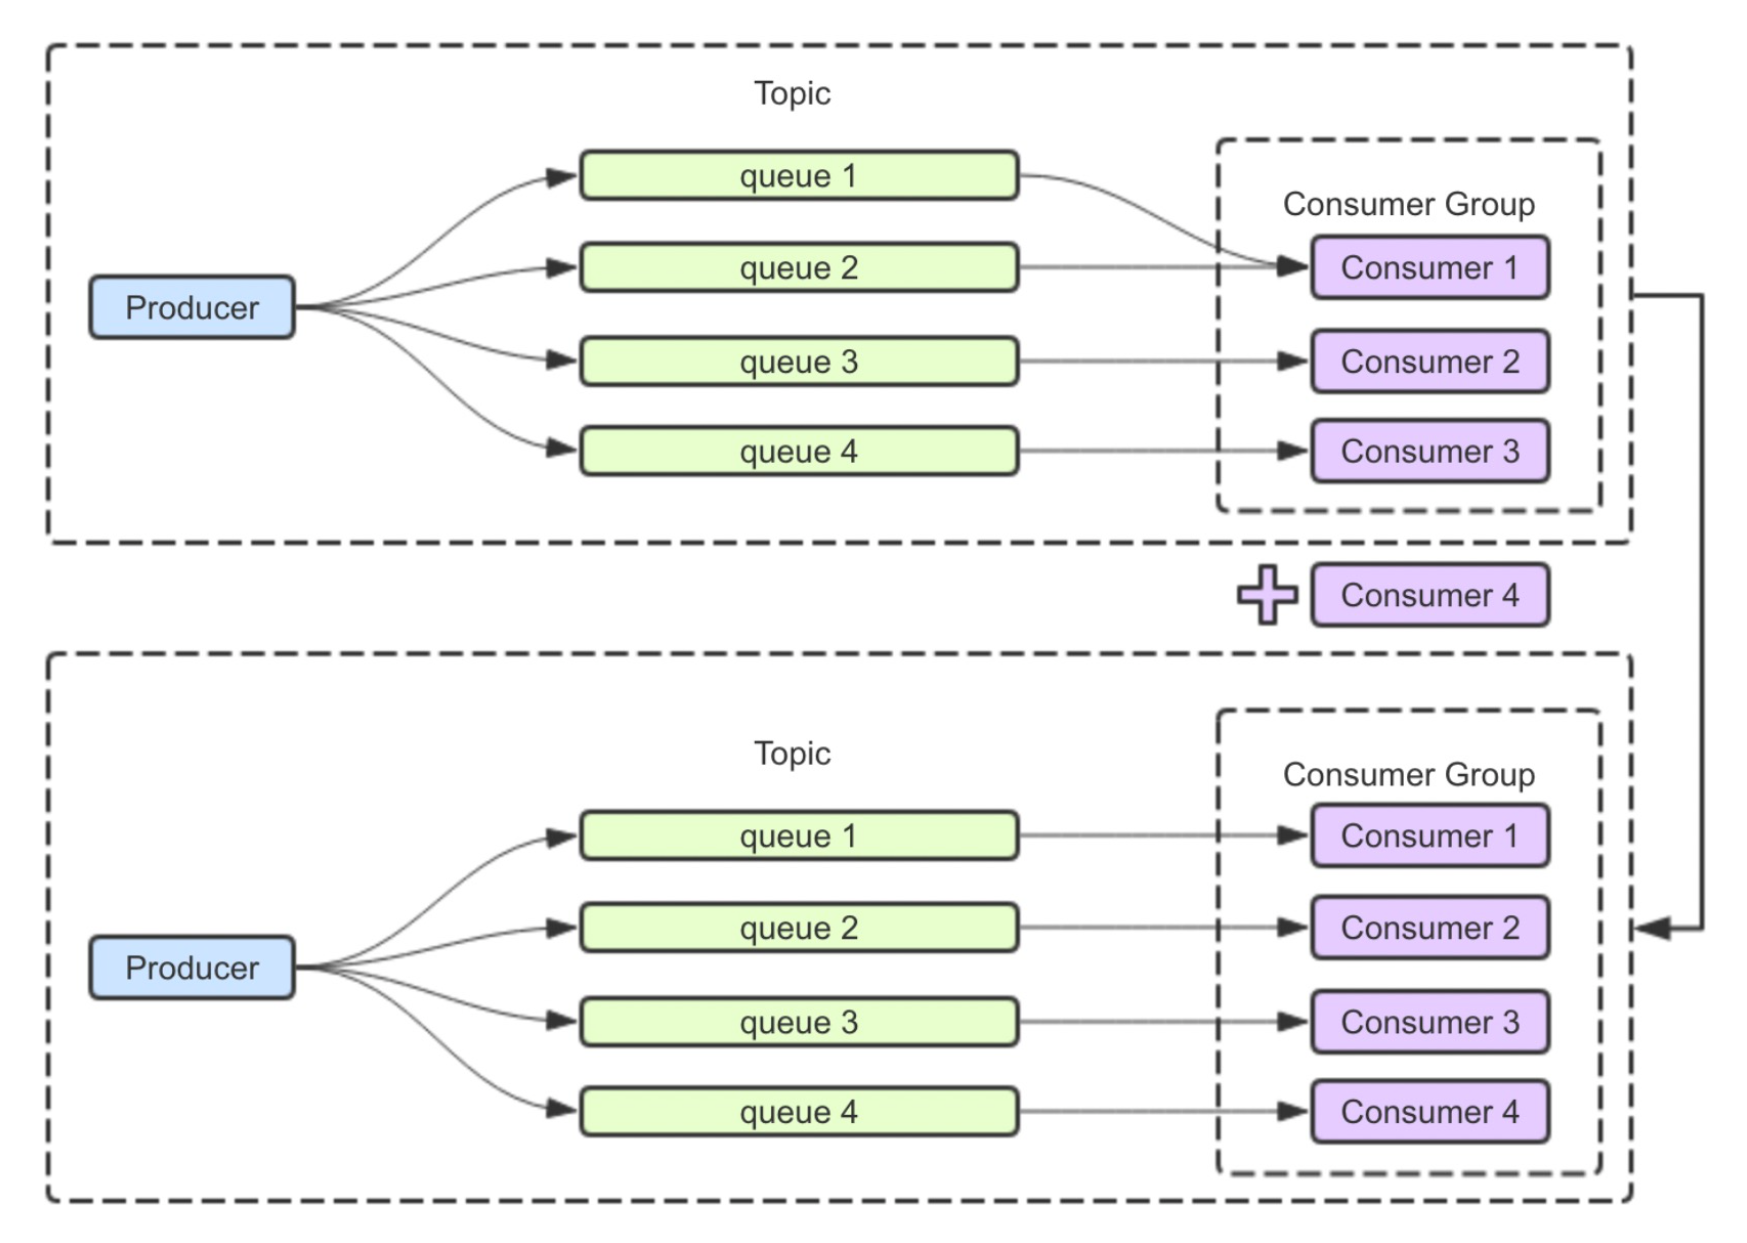 Topic
queue 1
Consumer Group
queue 2
Consumer 1
Producer
queue 3
Consumer 2
queue 4
Consumer 3
Consumer 4
Topic
Consumer Group
queue 1
Consumer 1
queue 2
Consumer 2
Producer
queue 3
Consumer 3
queue 4
Consumer 4